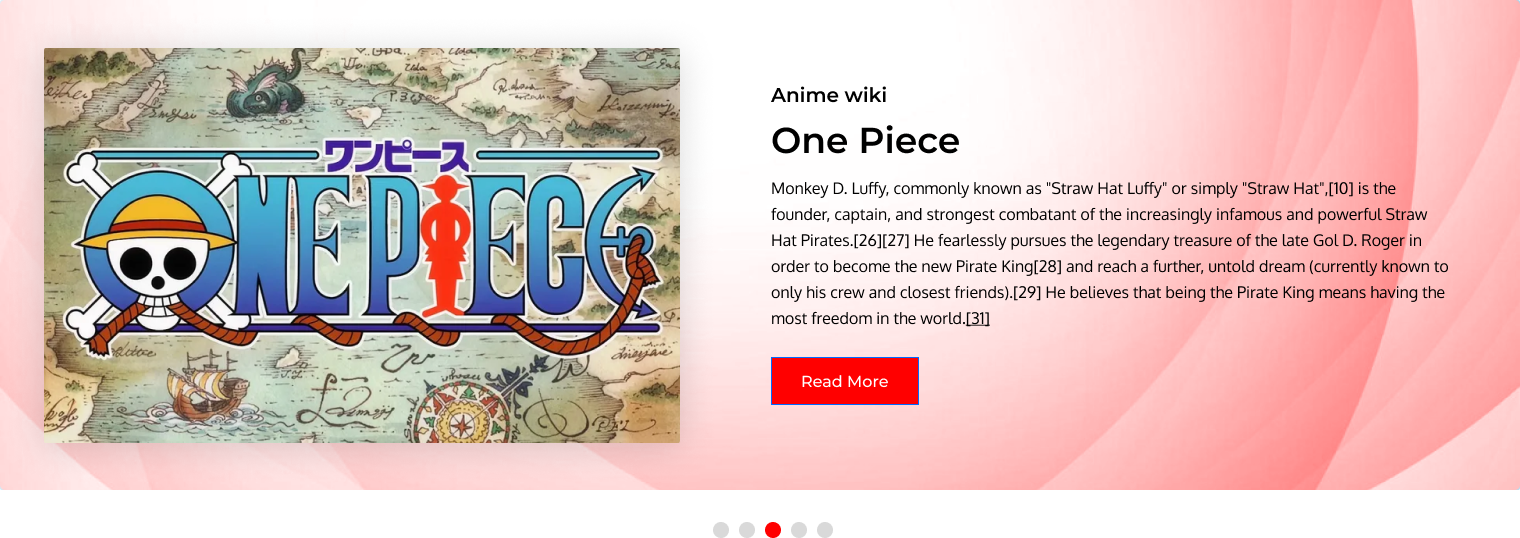 ワンピース
ONE PIECE
Anime wiki
One Piece
Monkey D. Luffy, commonly known as "Straw Hat Luffy" or simply "Straw Hat",[10] is the
founder, captain, and strongest combatant of the increasingly infamous and powerful Straw
Hat Pirates.[26][27] He fearlessly pursues the legendary treasure of the late Gol D. Roger in
order to become the new Pirate King[28] and reach a further, untold dream (currently known to
only his crew and closest friends).[29] He believes that being the Pirate King means having the
most freedom in the world.[31]
Read More